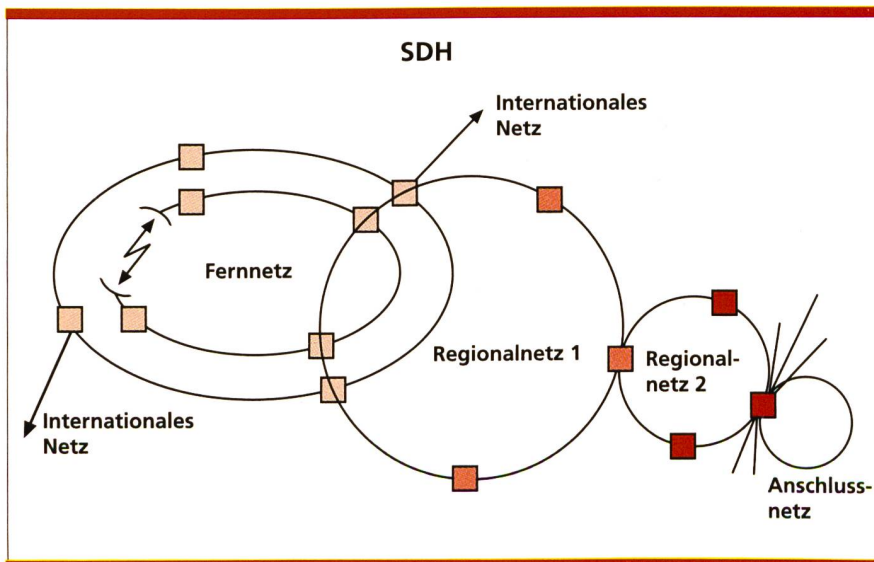 SDH
Internationales
Netz
Fernnetz
Regionalnetz 1
Regional-
netz 2
Internationales
Netz
Anschluss-
netz